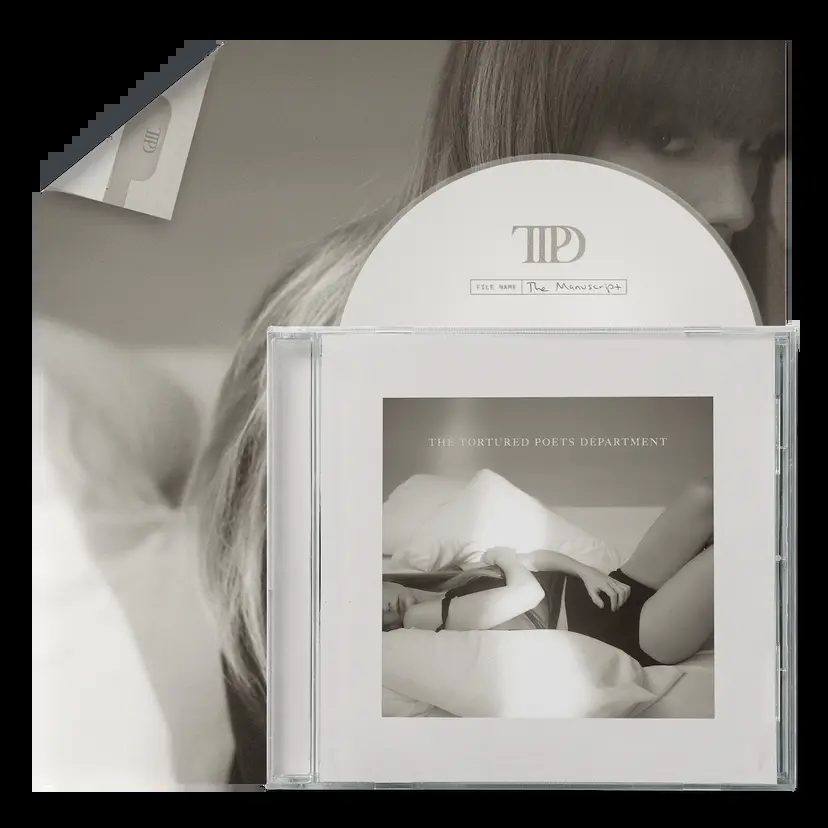 TTPD
TTPD
FILE NAME The Manuscript
THE TORTURED POETS DEPARTMENT